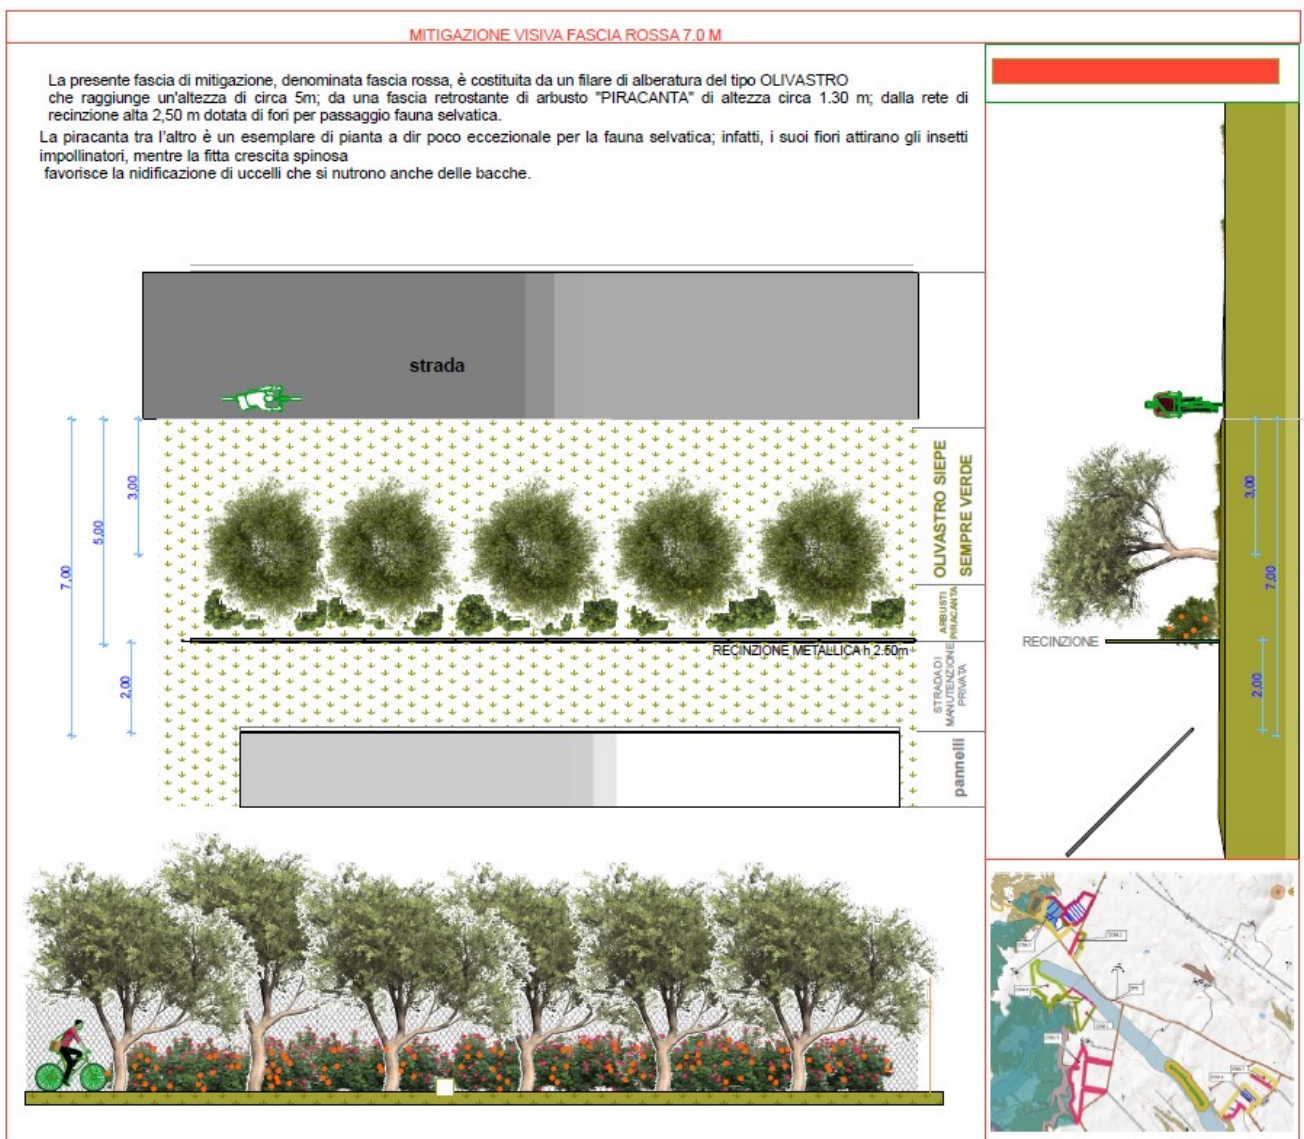 MITIGAZIONE VISIVA FASCIA ROSSA 7.0 M
La presente fascia di mitigazione, denominata fascia rossa, è costituita da un filare di alberatura del tipo OLIVASTRO
che raggiunge un'altezza di circa 5m; da una fascia retrostante di arbusto "PIRACANTA" di altezza circa 1.30 m; dalla rete di
recinzione alta 2,50 m dotata di fori per passaggio fauna selvatica.
La piracanta tra l'altro è un esemplare di pianta a dir poco eccezionale per la fauna selvatica; infatti, i suoi fiori attirano gli insetti
impollinatori, mentre la fitta crescita spinosa
favorisce la nidificazione di uccelli che si nutrono anche delle bacche.
strada
3,00
5,00
7,00
2,00
OLIVASTRO SIEPE
SEMPRE VERDE
ARBUSTI
PIRACANTA
RECINZIONE METALLICA h 2.50m
STRADA DI
MANUTENZIONE
PRIVATA
pannelli
3,00
7,00
RECINZIONE
2,00